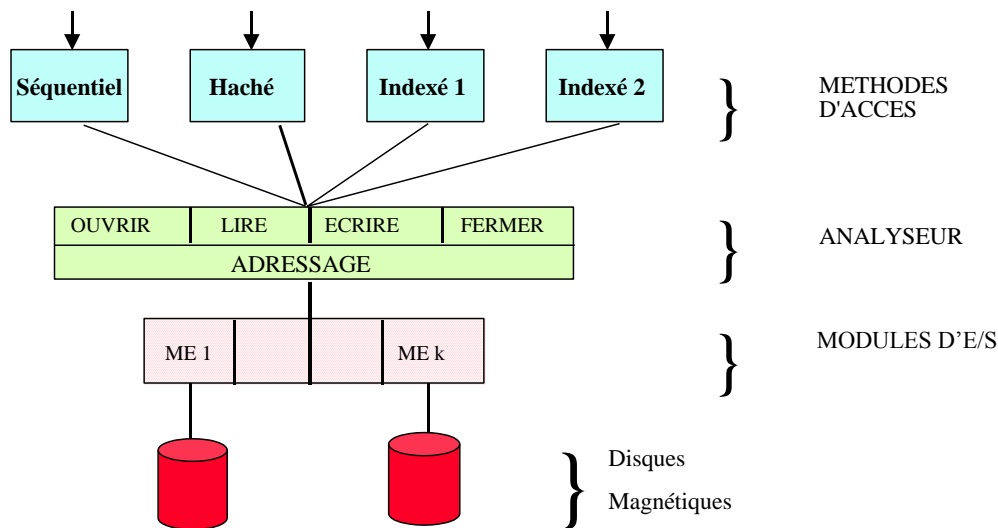 Séquentiel
Haché
Indexé 1
Indexé 2
METHODES
D'ACCES
OUVRIR
LIRE
ECRIRE
FERMER
ADRESSAGE
ANALYSEUR
ME 1
ME k
MODULES D’E/S
Disques
Magnétiques